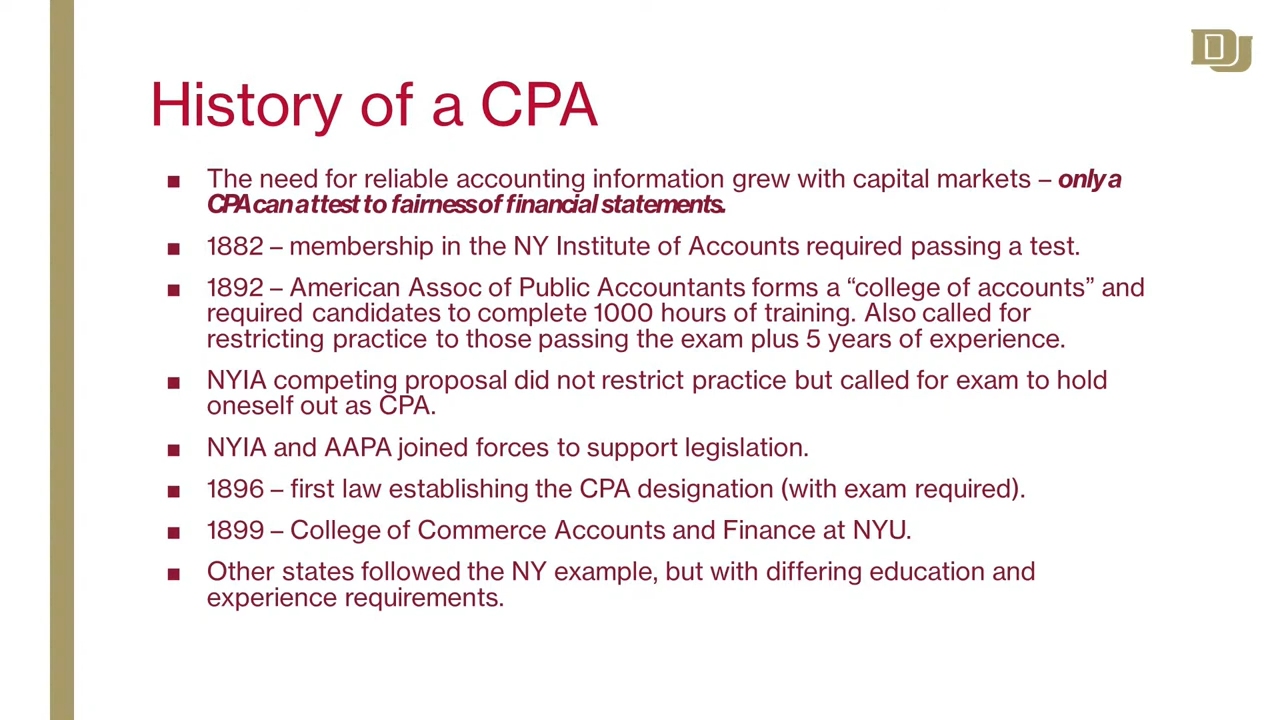 DU
History of a CPA
■ The need for reliable accounting information grew with capital markets – only a
CPA can attest to fairness of financial statements.
■ 1882 – membership in the NY Institute of Accounts required passing a test.
■ 1892 – American Assoc of Public Accountants forms a “college of accounts” and
required candidates to complete 1000 hours of training. Also called for
restricting practice to those passing the exam plus 5 years of experience.
■ NYIA competing proposal did not restrict practice but called for exam to hold
oneself out as CPA.
■ NYIA and AAPA joined forces to support legislation.
■ 1896 – first law establishing the CPA designation (with exam required).
■ 1899 – College of Commerce Accounts and Finance at NYU.
■ Other states followed the NY example, but with differing education and
experience requirements.